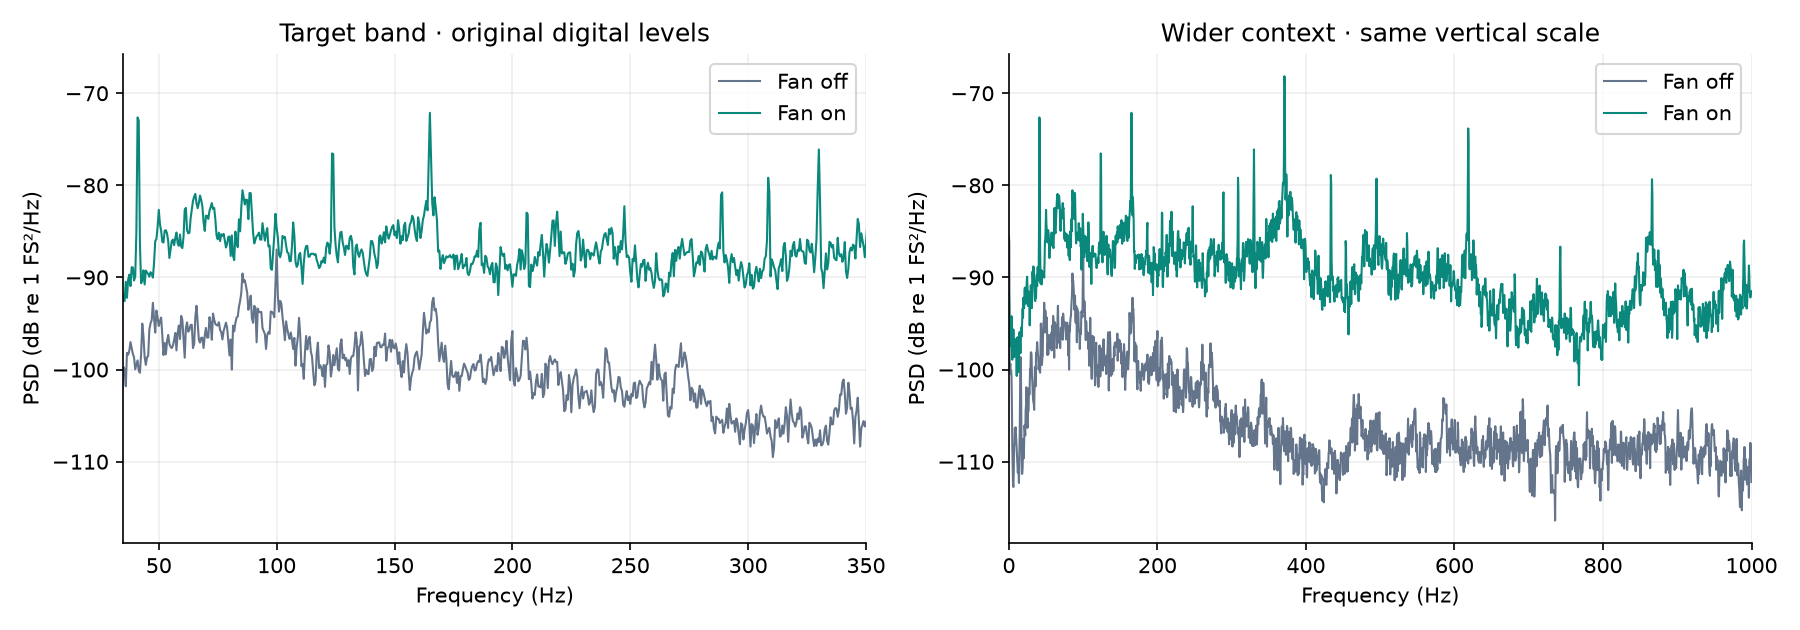 Target band · original digital levels
PSD (dB re 1 FS²/Hz)
−70
−80
−90
−100
−110
Fan off
Fan on
50
100
150
200
250
300
350
Frequency (Hz)
Wider context · same vertical scale
PSD (dB re 1 FS²/Hz)
−70
−80
−90
−100
−110
Fan off
Fan on
0
200
400
600
800
1000
Frequency (Hz)